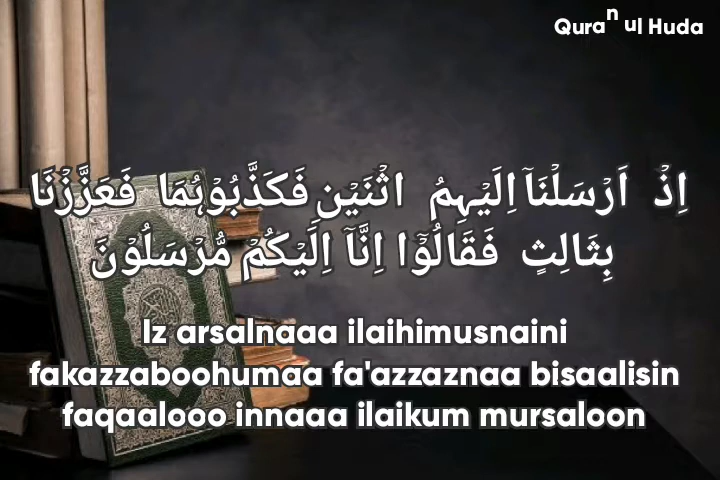 Quran ul Huda
اِذۡ اَرۡسَلۡنَاۤ اِلَيۡهِمُ اثۡنَيۡنِ فَكَذَّبُوۡهُمَا فَعَزَّزۡنَا
بِثَالِثٍ فَقَالُوۡۤا اِنَّاۤ اِلَيۡكُمۡ مُّرۡسَلُوۡنَ
Iz arsalnaaa ilaihimusnaini
fakazzaboohumaa fa'azzaznaa bisaalisin
faqaalooo innaaa ilaikum mursaloon